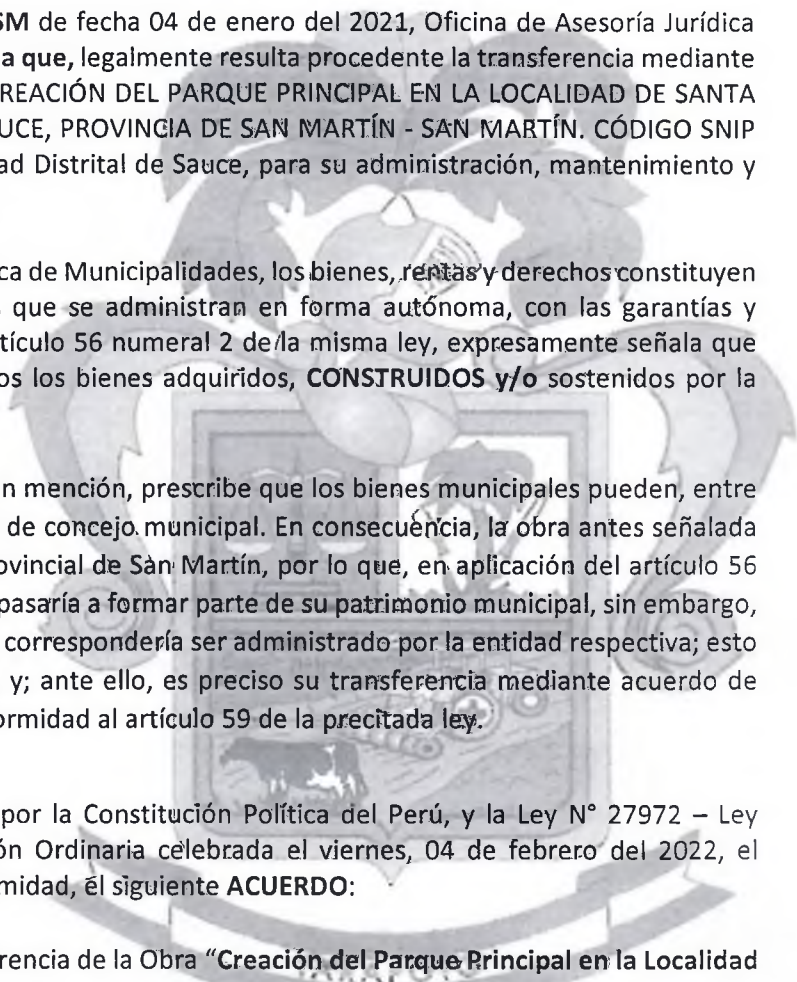 SM de fecha 04 de enero del 2021, Oficina de Asesoría Jurídica
a que, legalmente resulta procedente la transferencia mediante
REACIÓN DEL PARQUE PRINCIPAL EN LA LOCALIDAD DE SANTA
UCE, PROVINCIA DE SAN MARTÍN - SAN MARTÍN. CÓDIGO SNIP
ad Distrital de Sauce, para su administración, mantenimiento y
ca de Municipalidades, los bienes, rentas y derechos constituyen
que se administran en forma autónoma, con las garantías y
tículo 56 numeral 2 de la misma ley, expresamente señala que
os los bienes adquiridos, CONSTRUIDOS y/o sostenidos por la
n mención, prescribe que los bienes municipales pueden, entre
de concejo municipal. En consecuencia, la obra antes señalada
ovincial de San Martín, por lo que, en aplicación del artículo 56
pasaría a formar parte de su patrimonio municipal, sin embargo,
correspondería ser administrado por la entidad respectiva; esto
y; ante ello, es preciso su transferencia mediante acuerdo de
ormidad al artículo 59 de la precitada ley.
por la Constitución Política del Perú, y la Ley N° 27972 – Ley
ón Ordinaria celebrada el viernes, 04 de febrero del 2022, el
midad, el siguiente ACUERDO:
rencia de la Obra "Creación del Parque Principal en la Localidad